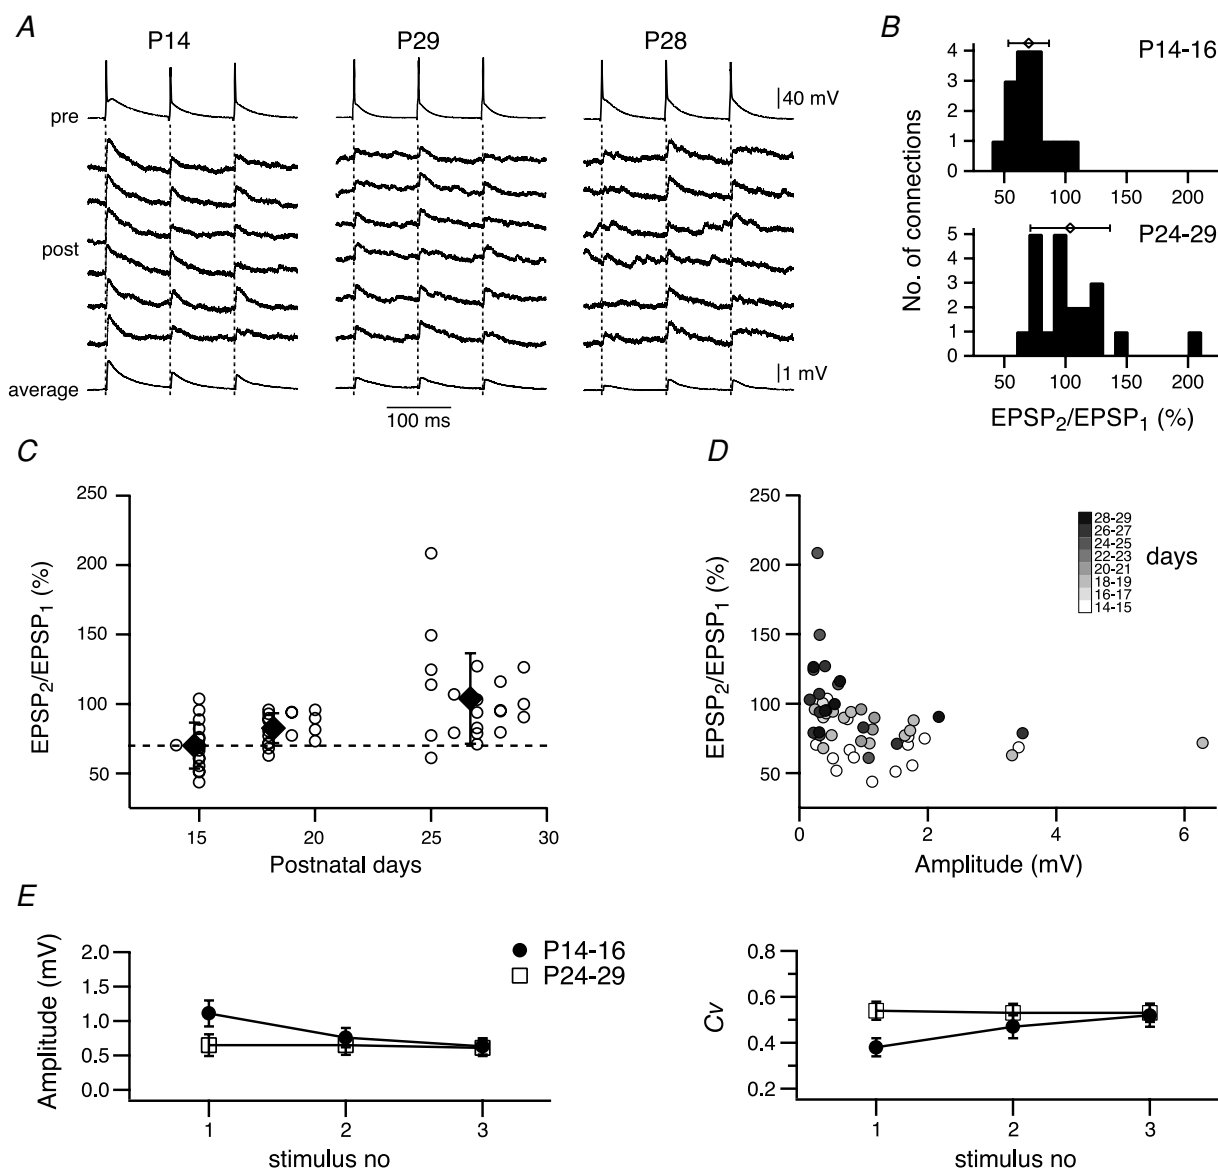 A
P14
P29
P28
pre
40 mV
post
average
1 mV
100 ms
B
P14-16
4
3
2
1
0
50
100
150
200
No. of connections
P24-29
5
4
3
2
1
0
50
100
150
200
EPSP2/EPSP1 (%)
C
250
200
150
100
50
EPSP2/EPSP1 (%)
15
20
25
30
Postnatal days
D
250
200
150
100
50
EPSP2/EPSP1 (%)
28-29
26-27
24-25
22-23
20-21
18-19
16-17
14-15
days
0
2
4
6
Amplitude (mV)
E
2.0
1.5
1.0
0.5
0.0
Amplitude (mV)
P14-16
P24-29
1
2
3
stimulus no
0.8
0.6
0.4
0.2
Cv
1
2
3
stimulus no